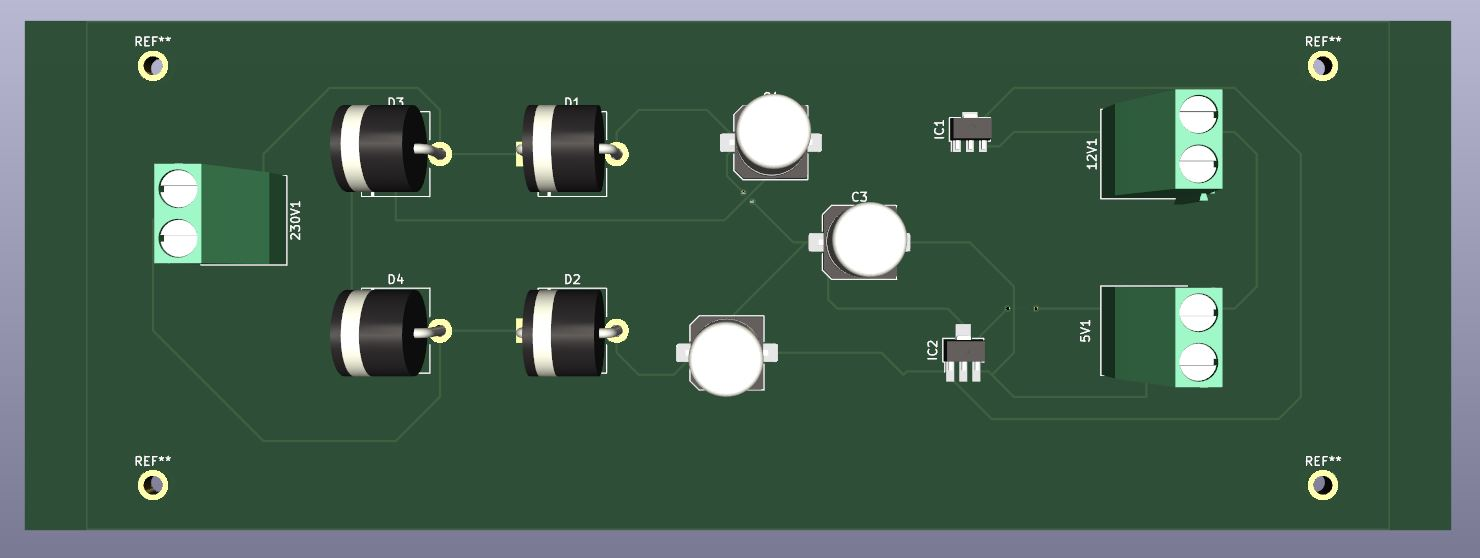 REF**
REF**
D3
D1
IC1
12V1
230V1
C3
D4
D2
5V1
IC2
REF**
REF**